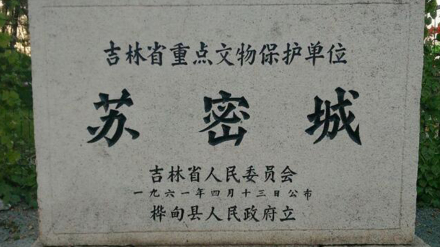 吉林省重点文物保护单位
苏密城
吉林省人民委员会
一九六一年四月十三日公布
桦甸县人民政府立